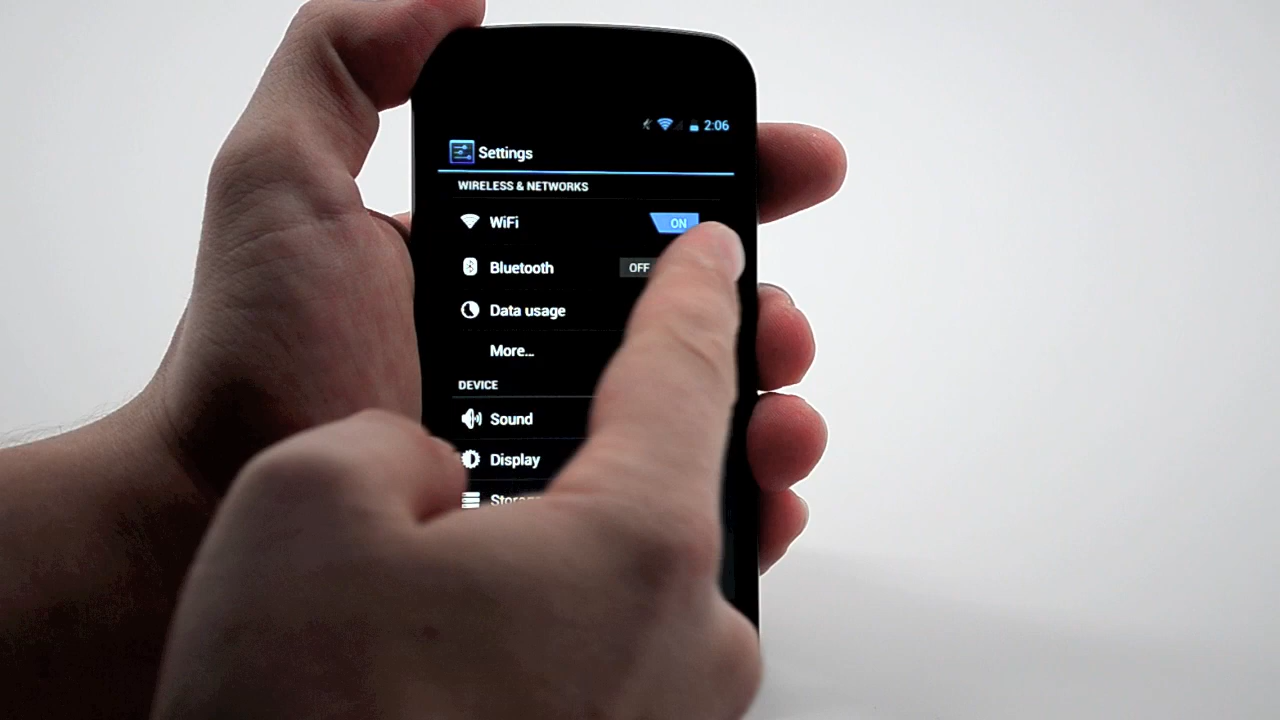 2:06
Settings
WIRELESS & NETWORKS
WiFi ON
Bluetooth OFF
Data usage
More...
DEVICE
Sound
Display